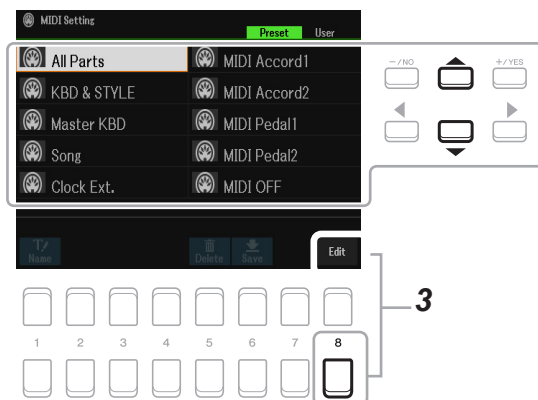 MIDI Setting
Preset User
All Parts MIDI Accord1
KBD & STYLE MIDI Accord2
Master KBD MIDI Pedal1
Song MIDI Pedal2
Clock Ext. MIDI OFF
–/NO +/YES
Name Delete Save Edit
3
1 2 3 4 5 6 7 8